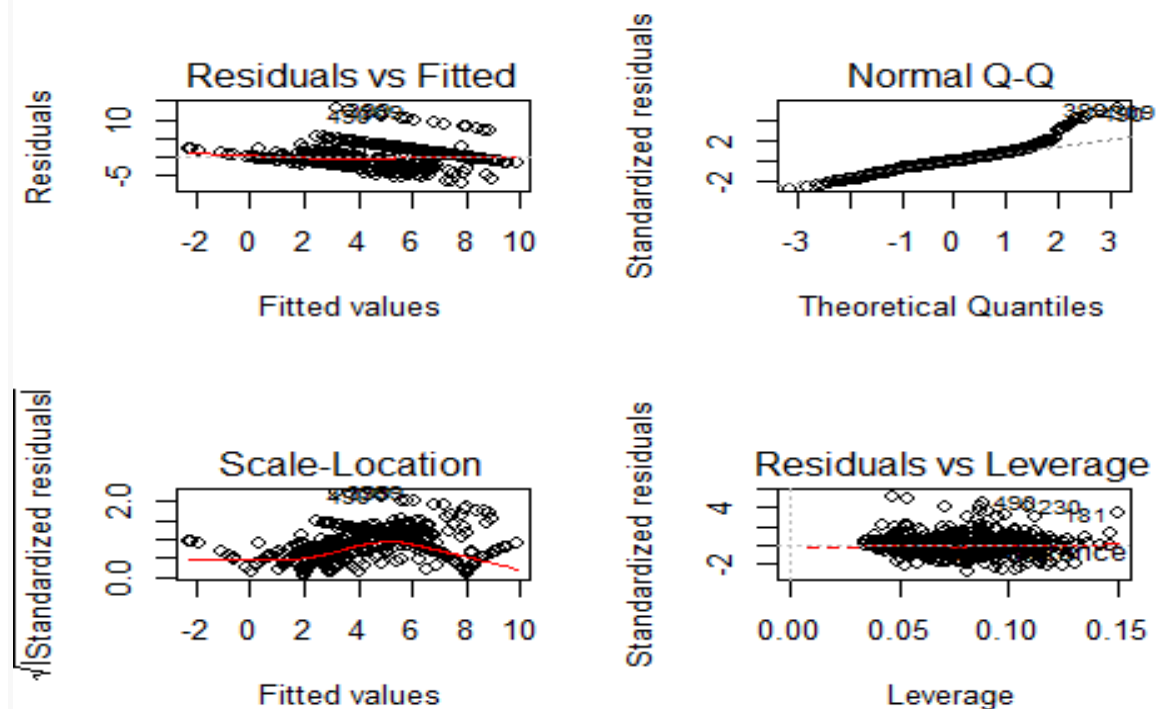 Residuals vs Fitted
Residuals
10
-5
-2 0 2 4 6 8 10
Fitted values
Normal Q-Q
Standardized residuals
2
-2
-3 -1 0 1 2 3
Theoretical Quantiles
Scale-Location
√|Standardized residuals|
2.0
0.0
-2 0 2 4 6 8 10
Fitted values
Residuals vs Leverage
Standardized residuals
4
-2
490
230
181
0.00 0.05 0.10 0.15
Leverage